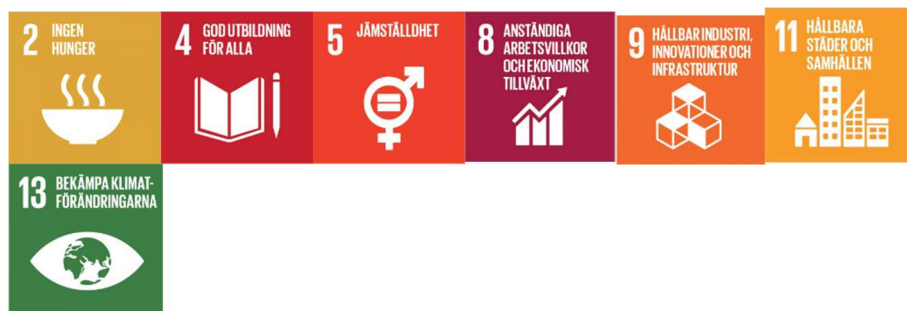 2 INGEN
HUNGER
4 GOD UTBILDNING
FÖR ALLA
5 JÄMSTÄLLDHET
8 ANSTÄNDIGA
ARBETSVILLKOR
OCH EKONOMISK
TILLVÄXT
9 HÅLLBAR INDUSTRI,
INNOVATIONER OCH
INFRASTRUKTUR
11 HÅLLBARA
STÄDER OCH
SAMHÄLLEN
13 BEKÄMPA KLIMAT-
FÖRÄNDRINGARNA